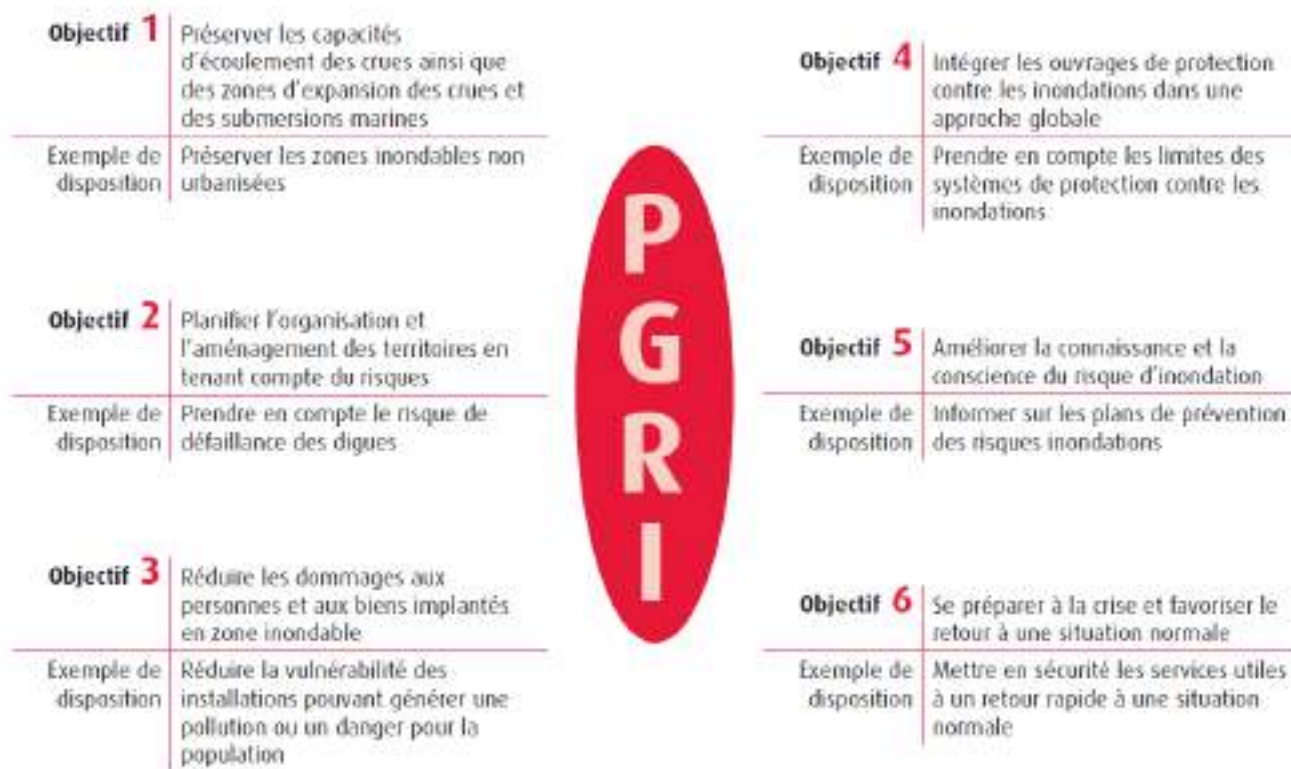 Objectif 1
Préserver les capacités
d'écoulement des crues ainsi que
des zones d'expansion des crues et
des submersions marines
Exemple de
disposition
Préserver les zones inondables non
urbanisées
Objectif 2
Planifier l'organisation et
l'aménagement des territoires en
tenant compte du risques
Exemple de
disposition
Prendre en compte le risque de
défaillance des digues
Objectif 3
Réduire les dommages aux
personnes et aux biens implantés
en zone inondable
Exemple de
disposition
Réduire la vulnérabilité des
installations pouvant générer une
pollution ou un danger pour la
population
P
G
R
I
Objectif 4
Intégrer les ouvrages de protection
contre les inondations dans une
approche globale
Exemple de
disposition
Prendre en compte les limites des
systèmes de protection contre les
inondations
Objectif 5
Améliorer la connaissance et la
conscience du risque d'inondation
Exemple de
disposition
Informer sur les plans de prévention
des risques inondations
Objectif 6
Se préparer à la crise et favoriser le
retour à une situation normale
Exemple de
disposition
Mettre en sécurité les services utiles
à un retour rapide à une situation
normale